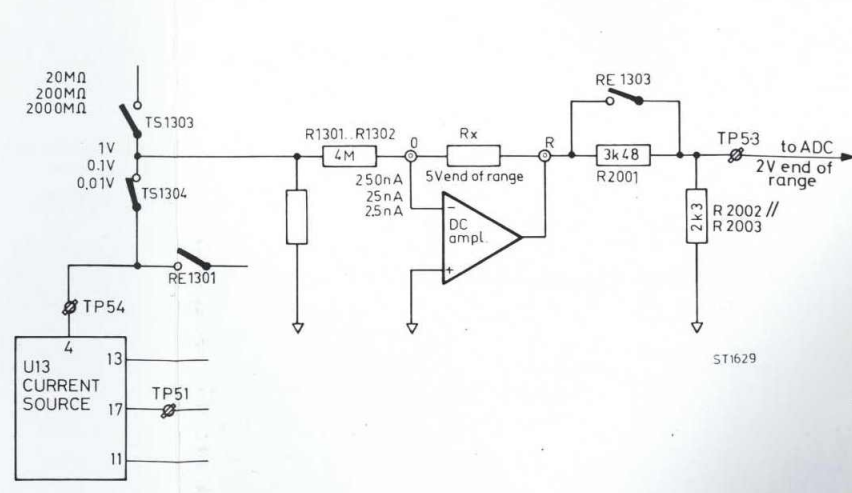 20MΩ
200MΩ
2000MΩ
TS1303
1V
0.1V
0,01V
TS1304
RE1301
TP54
4
U13
CURRENT
SOURCE
13
TP51
17
11
R1301..R1302
4M
0
250nA
25nA
2,5nA
Rx
5Vend of range
R
DC
ampl.
−
+
RE 1303
3k48
R2001
TP53
to ADC
2V end of
range
2k3
R 2002 //
R 2003
ST1629